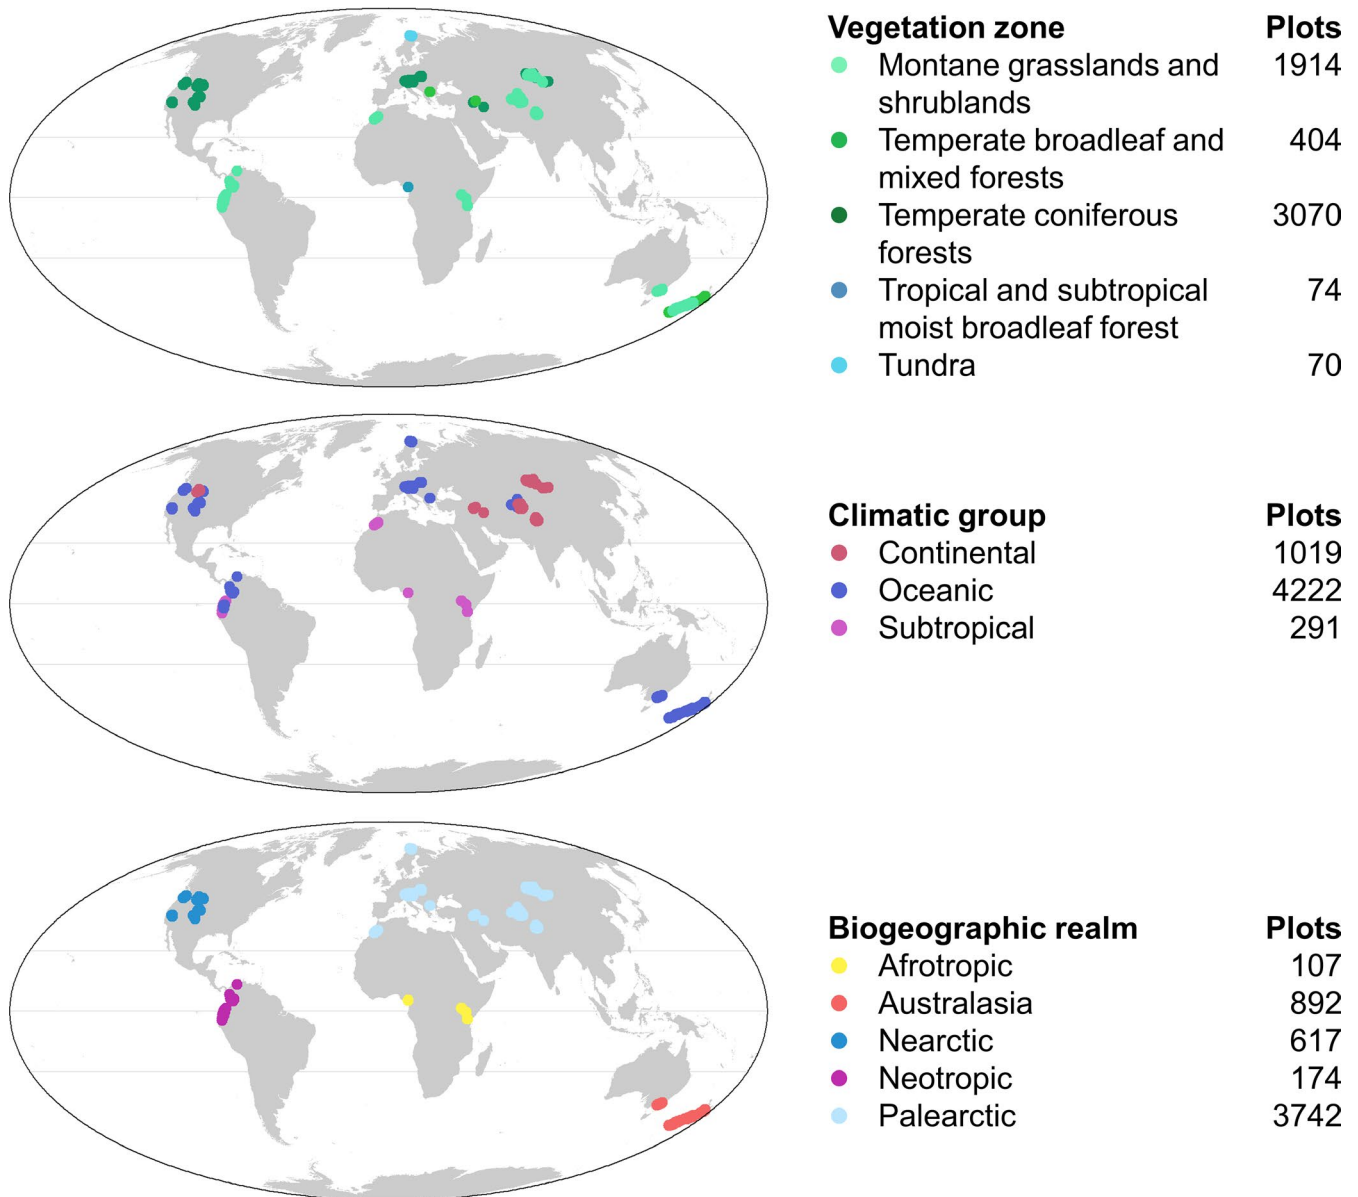 Vegetation zone Plots
Montane grasslands and 1914
shrublands
Temperate broadleaf and 404
mixed forests
Temperate coniferous 3070
forests
Tropical and subtropical 74
moist broadleaf forest
Tundra 70
Climatic group Plots
Continental 1019
Oceanic 4222
Subtropical 291
Biogeographic realm Plots
Afrotropic 107
Australasia 892
Nearctic 617
Neotropic 174
Palearctic 3742